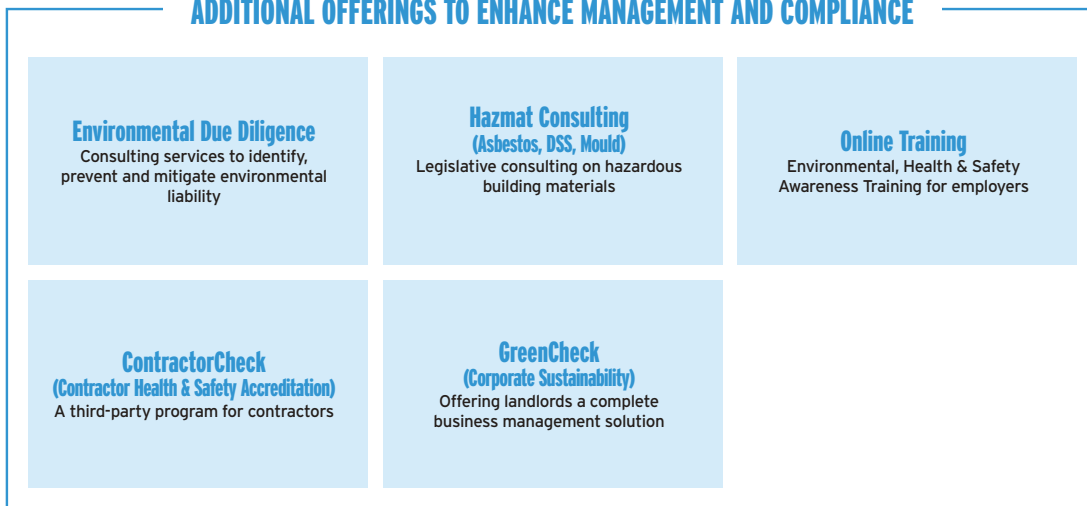 ADDITIONAL OFFERINGS TO ENHANCE MANAGEMENT AND COMPLIANCE
Environmental Due Diligence
Consulting services to identify,
prevent and mitigate environmental
liability
Hazmat Consulting
(Asbestos, DSS, Mould)
Legislative consulting on hazardous
building materials
Online Training
Environmental, Health & Safety
Awareness Training for employers
ContractorCheck
(Contractor Health & Safety Accreditation)
A third-party program for contractors
GreenCheck
(Corporate Sustainability)
Offering landlords a complete
business management solution